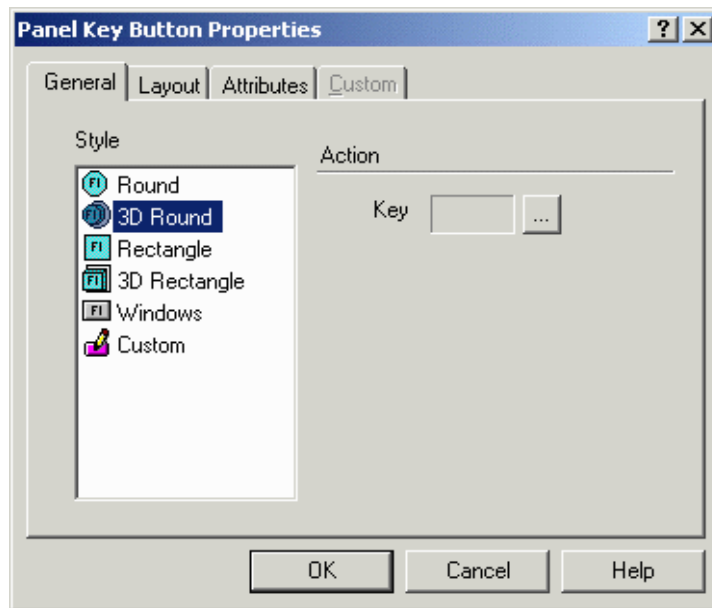 Panel Key Button Properties
General Layout Attributes Custom
Style
Action
Round
3D Round
Key ...
Rectangle
3D Rectangle
Windows
Custom
OK Cancel Help